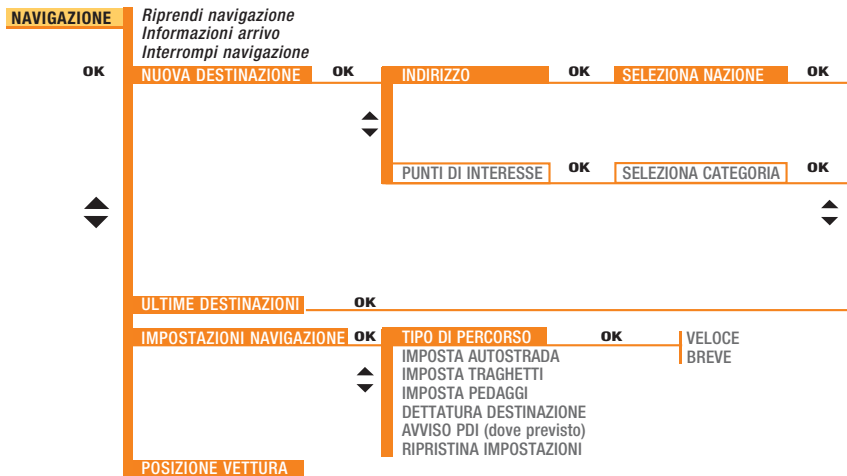 NAVIGAZIONE
Riprendi navigazione
Informazioni arrivo
Interrompi navigazione
OK NUOVA DESTINAZIONE OK INDIRIZZO OK SELEZIONA NAZIONE OK
PUNTI DI INTERESSE OK SELEZIONA CATEGORIA OK
ULTIME DESTINAZIONI OK
IMPOSTAZIONI NAVIGAZIONE OK TIPO DI PERCORSO OK VELOCE
IMPOSTA AUTOSTRADA BREVE
IMPOSTA TRAGHETTI
IMPOSTA PEDAGGI
DETTATURA DESTINAZIONE
AVVISO PDI (dove previsto)
RIPRISTINA IMPOSTAZIONI
POSIZIONE VETTURA